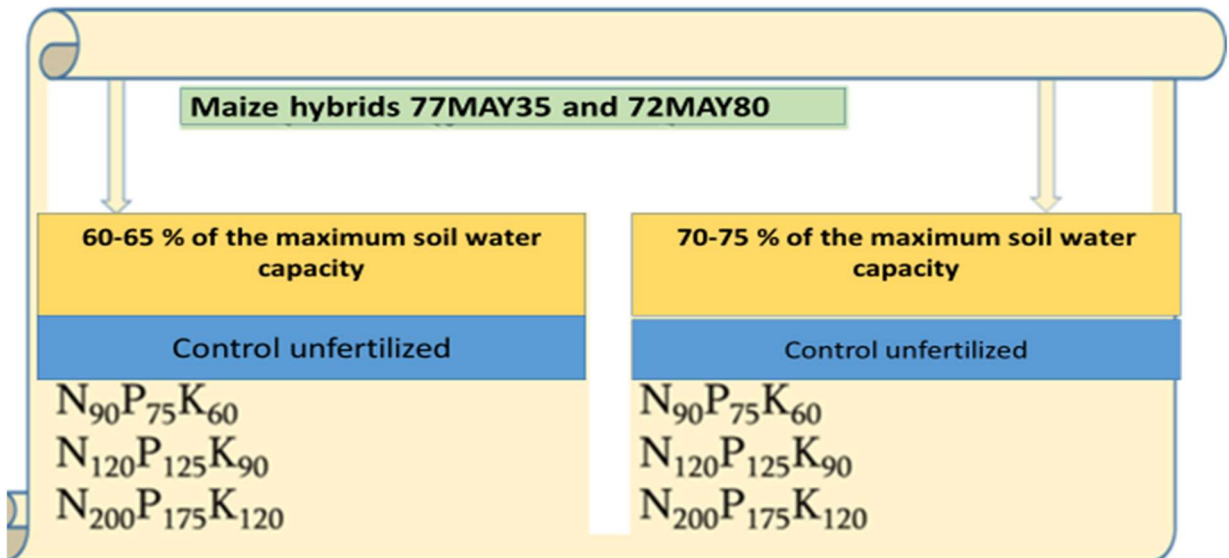 Maize hybrids 77MAY35 and 72MAY80
60-65 % of the maximum soil water
capacity
Control unfertilized
N₉₀P₇₅K₆₀
N₁₂₀P₁₂₅K₉₀
N₂₀₀P₁₇₅K₁₂₀
70-75 % of the maximum soil water
capacity
Control unfertilized
N₉₀P₇₅K₆₀
N₁₂₀P₁₂₅K₉₀
N₂₀₀P₁₇₅K₁₂₀